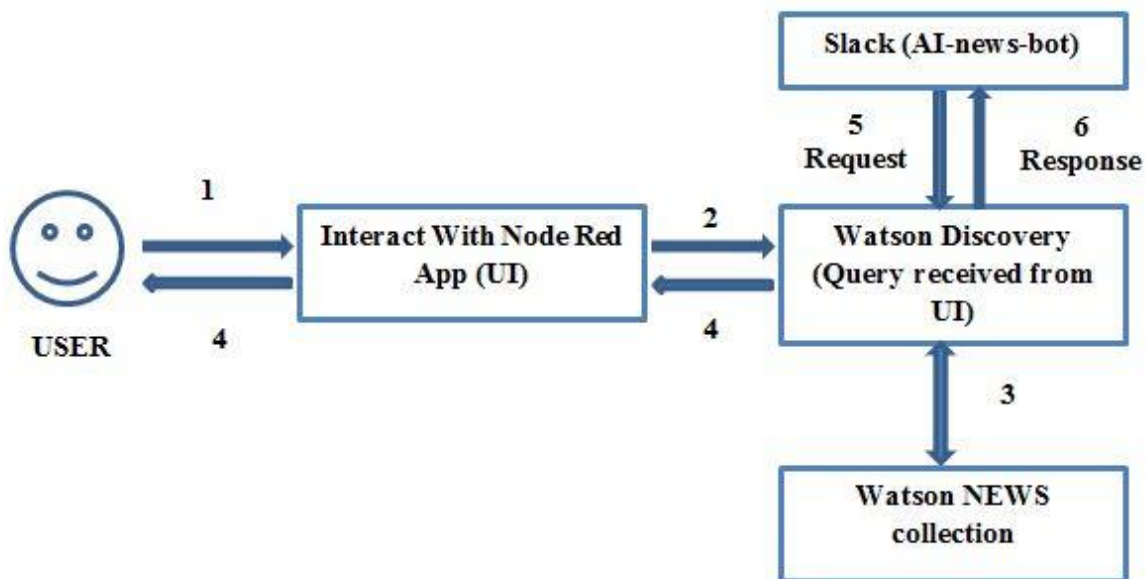 Slack (AI-news-bot)
5
Request
6
Response
1
Interact With Node Red
App (UI)
2
Watson Discovery
(Query received from
UI)
USER
4
4
3
Watson NEWS
collection